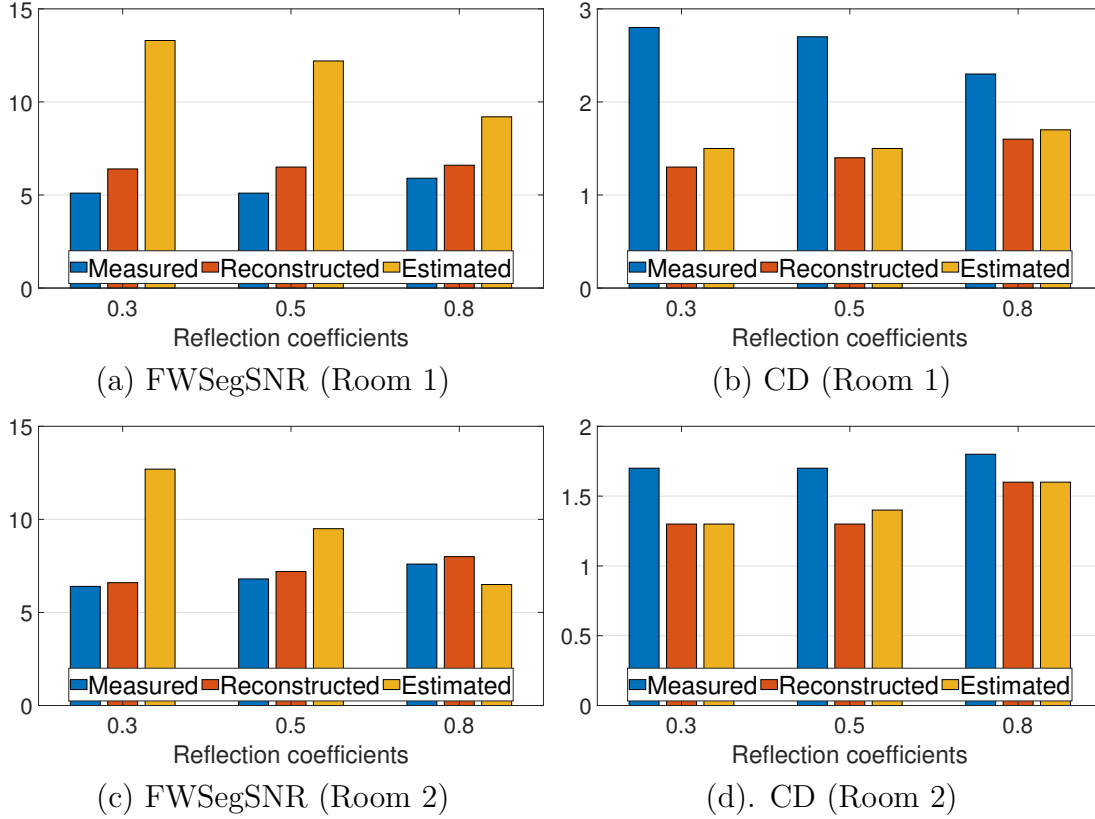 15
10
5
0
Measured Reconstructed Estimated
0.3 0.5 0.8
Reflection coefficients
(a) FWSegSNR (Room 1)
3
2
1
0
Measured Reconstructed Estimated
0.3 0.5 0.8
Reflection coefficients
(b) CD (Room 1)
15
10
5
0
Measured Reconstructed Estimated
0.3 0.5 0.8
Reflection coefficients
(c) FWSegSNR (Room 2)
2
1.5
1
0.5
0
Measured Reconstructed Estimated
0.3 0.5 0.8
Reflection coefficients
(d). CD (Room 2)